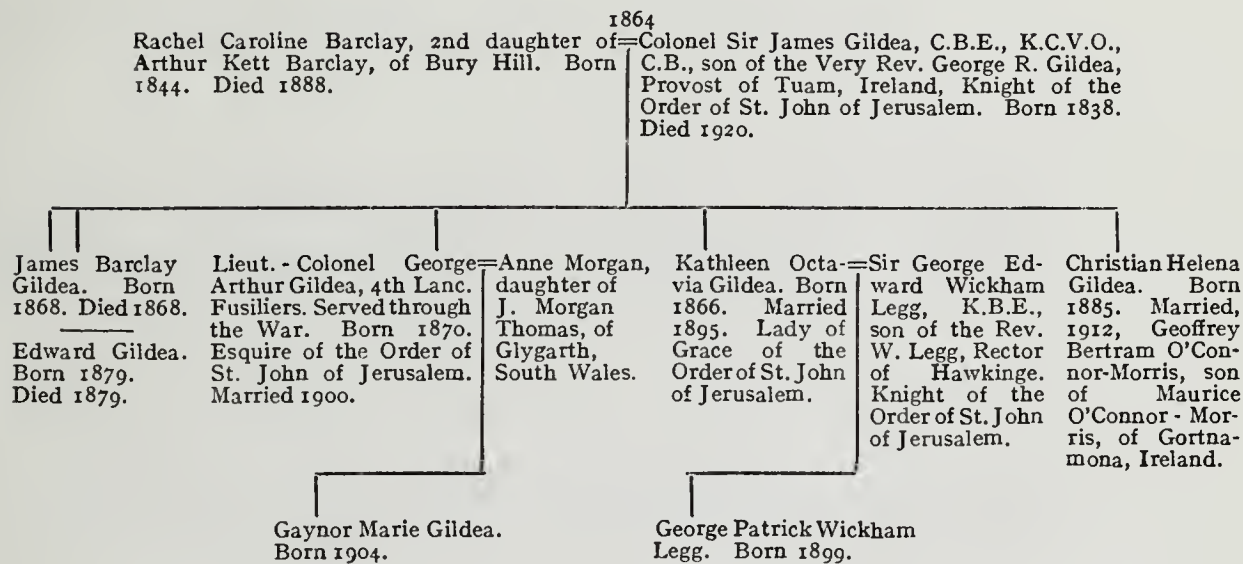 1864
Rachel Caroline Barclay, 2nd daughter of
Arthur Kett Barclay, of Bury Hill. Born
1844. Died 1888.
=Colonel Sir James Gildea, C.B.E., K.C.V.O.,
C.B., son of the Very Rev. George R. Gildea,
Provost of Tuam, Ireland, Knight of the
Order of St. John of Jerusalem. Born 1838.
Died 1920.
James Barclay
Gildea. Born
1868. Died 1868.
Edward Gildea.
Born 1879.
Died 1879.
Lieut. - Colonel George
Arthur Gildea, 4th Lanc.
Fusiliers. Served through
the War. Born 1870.
Esquire of the Order of
St. John of Jerusalem.
Married 1900.
=Anne Morgan,
daughter of
J. Morgan
Thomas, of
Glygarth,
South Wales.
Kathleen Octa-
via Gildea. Born
1866. Married
1895. Lady of
Grace of the
Order of St. John
of Jerusalem.
=Sir George Ed-
ward Wickham
Legg, K.B.E.,
son of the Rev.
W. Legg, Rector
of Hawkinge.
Knight of the
Order of St. John
of Jerusalem.
Christian Helena
Gildea. Born
1885. Married,
1912, Geoffrey
Bertram O'Con-
nor-Morris, son
of Maurice
O'Connor - Mor-
ris, of Gortna-
mona, Ireland.
Gaynor Marie Gildea.
Born 1904.
George Patrick Wickham
Legg. Born 1899.